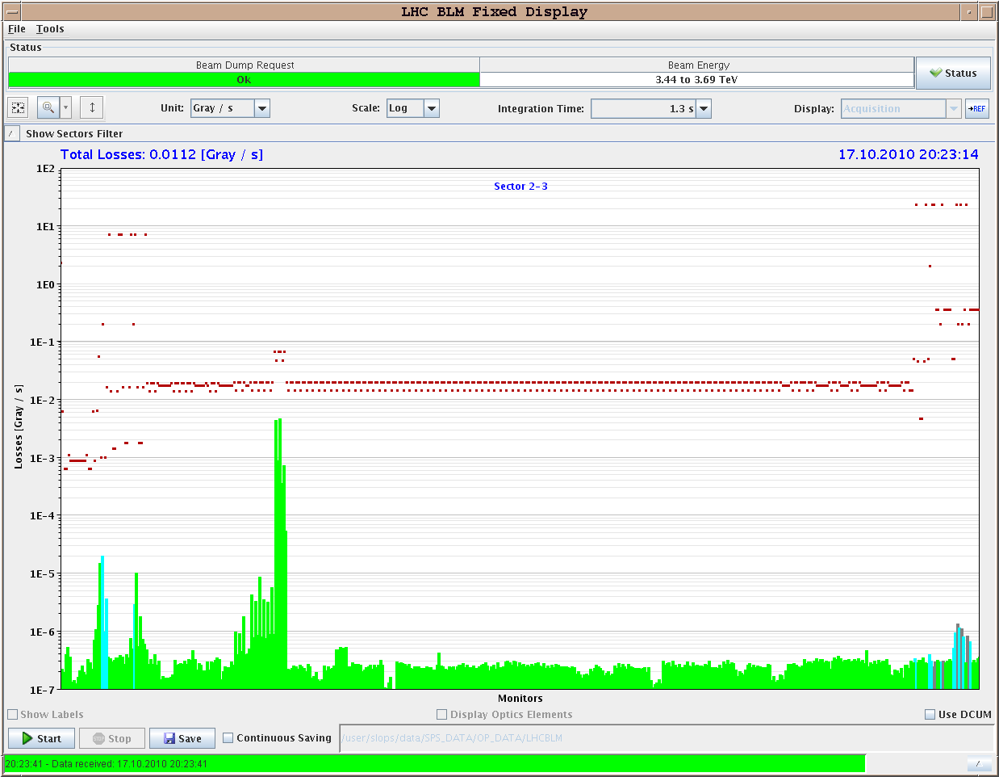 LHC BLM Fixed Display
File Tools
Status
Beam Dump Request Beam Energy
Ok 3.44 to 3.69 TeV
Status
Unit: Gray / s Scale: Log Integration Time: 1.3 s Display: Acquisition REF
Show Sectors Filter
Total Losses: 0.0112 [Gray / s] 17.10.2010 20:23:14
Sector 2-3
1E2
1E1
1E0
1E-1
1E-2
1E-3
1E-4
1E-5
1E-6
1E-7
Losses [Gray / s]
Monitors
Show Labels Display Optics Elements Use DCUM
Start STOP Stop Save Continuous Saving /user/slops/data/SPS_DATA/OP_DATA/LHCBLM
20:23:41 - Data received: 17.10.2010 20:23:41